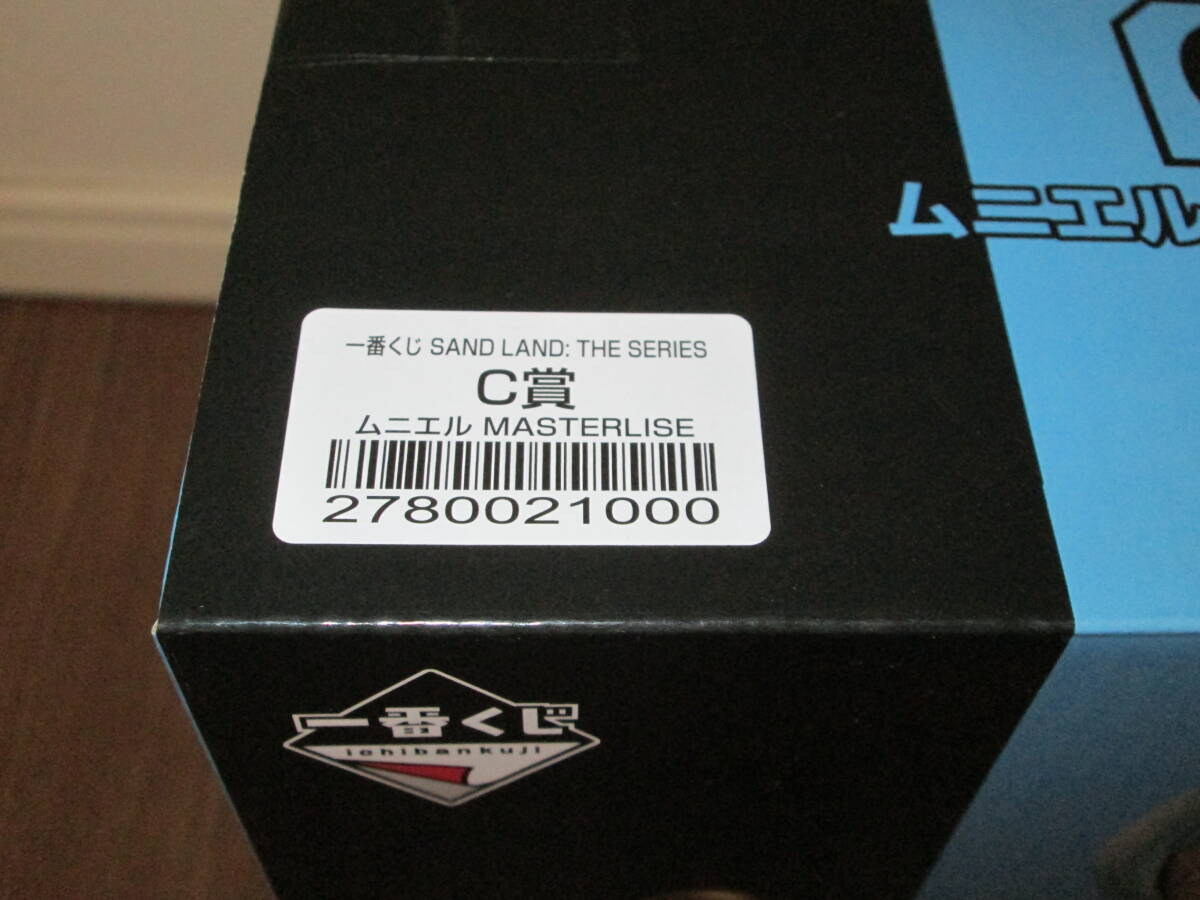 ムニエル
一番くじ SAND LAND: THE SERIES
C賞
ムニエル MASTERLISE
2780021000
一番くじ
ichibankuji